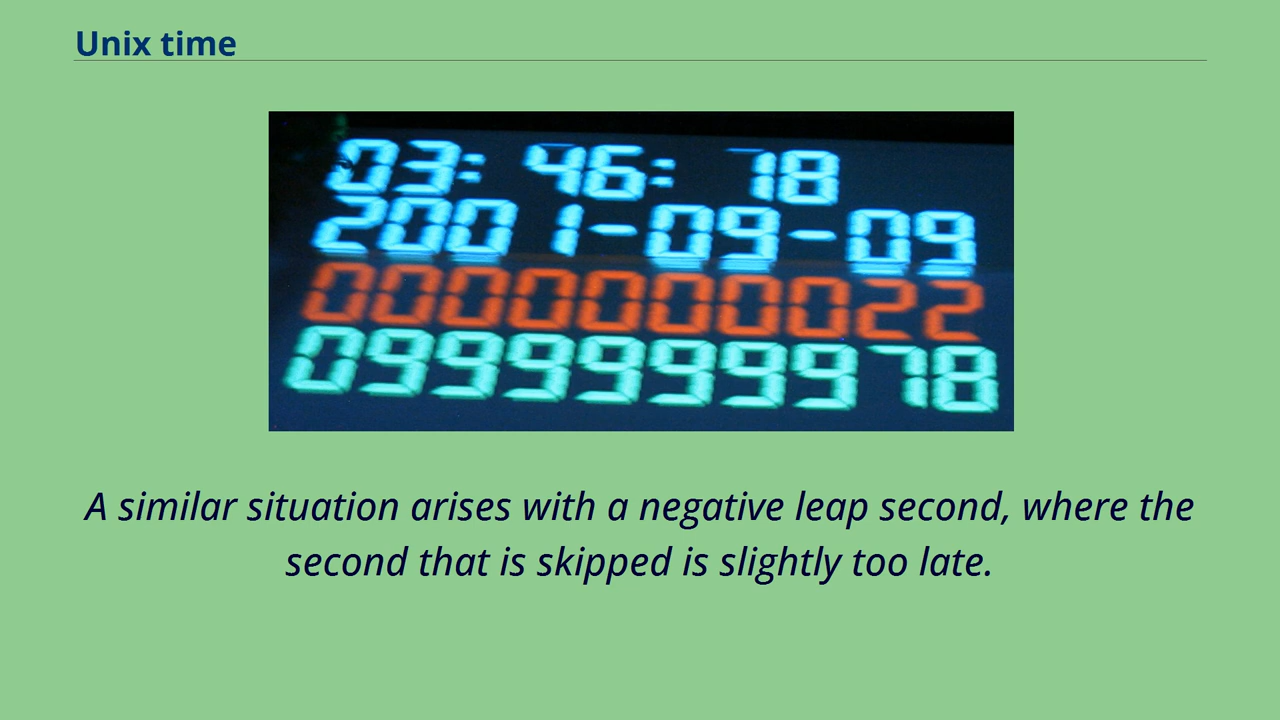 Unix time
03: 46: 18
2001-09-09
0000000022
0999999978
A similar situation arises with a negative leap second, where the
second that is skipped is slightly too late.